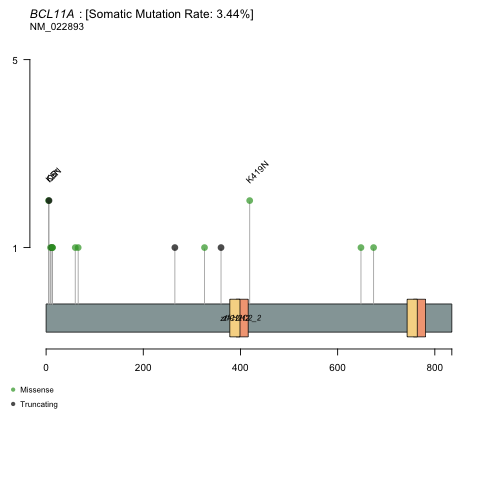 BCL11A : [Somatic Mutation Rate: 3.44%]
NM_022893
5
K419N
1
0 200 400 600 800
Missense
Truncating